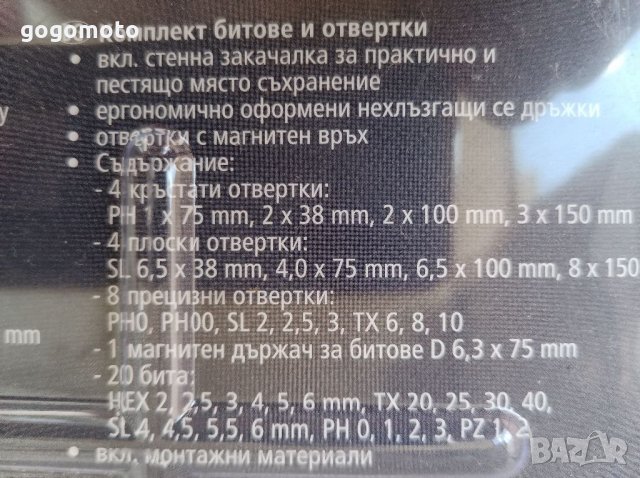 gogomoto
Комплект битове и отвертки
• вкл. стенна закачалка за практично и
пестящо място съхранение
• ергономично оформени нехлъзгащи се дръжки
• отвертки с магнитен връх
• Съдържание:
- 4 кръстати отвертки:
PH 1 x 75 mm, 2 x 38 mm, 2 x 100 mm, 3 x 150 mm
- 4 плоски отвертки:
SL 6,5 x 38 mm, 4,0 x 75 mm, 6,5 x 100 mm, 8 x 150
- 8 прецизни отвертки:
PH0, PH00, SL 2, 2,5, 3, TX 6, 8, 10
mm
- 1 магнитен държач за битове D 6,3 x 75 mm
- 20 бита:
HEX 2, 2,5, 3, 4, 5, 6 mm, TX 20, 25, 30, 40,
SL 4, 4,5, 5,5, 6 mm, PH 0, 1, 2, 3, PZ 1, 2
• вкл. монтажни материали
BAZAR